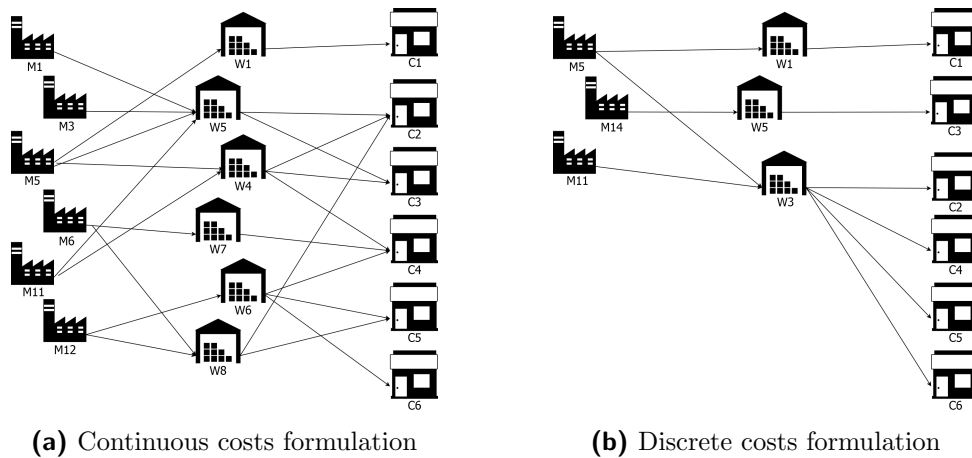 M1
W1
C1
M3
W5
C2
M5
W4
C3
M6
W7
C4
M11
W6
C5
M12
W8
C6
(a) Continuous costs formulation
M5
W1
C1
M14
W5
C3
M11
W3
C2
C4
C5
C6
(b) Discrete costs formulation